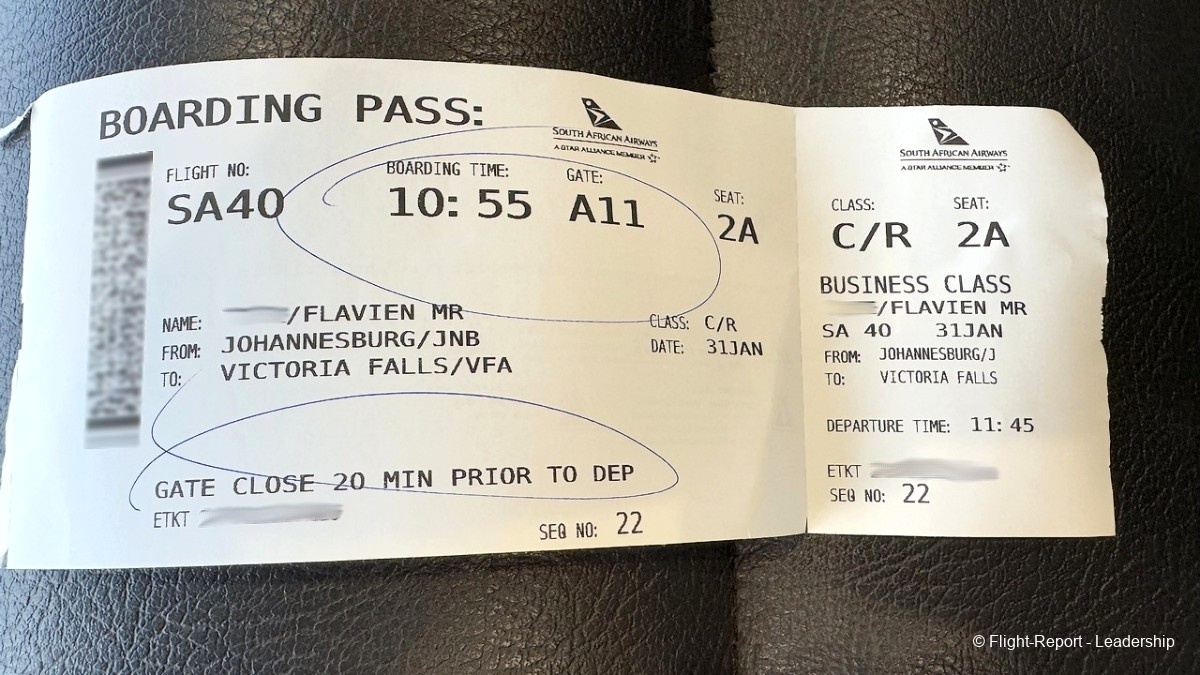 BOARDING PASS:
SOUTH AFRICAN AIRWAYS
A STAR ALLIANCE MEMBER
FLIGHT NO: BOARDING TIME: GATE: SEAT:
SA40 10:55 A11 2A
NAME: /FLAVIEN MR CLASS: C/R
FROM: JOHANNESBURG/JNB DATE: 31JAN
TO: VICTORIA FALLS/VFA
GATE CLOSE 20 MIN PRIOR TO DEP
ETKT
SEQ NO: 22
SOUTH AFRICAN AIRWAYS
A STAR ALLIANCE MEMBER
CLASS: SEAT:
C/R 2A
BUSINESS CLASS
/FLAVIEN MR
SA 40 31JAN
FROM: JOHANNESBURG/J
TO: VICTORIA FALLS
DEPARTURE TIME: 11:45
ETKT
SEQ NO: 22
© Flight-Report - Leadership